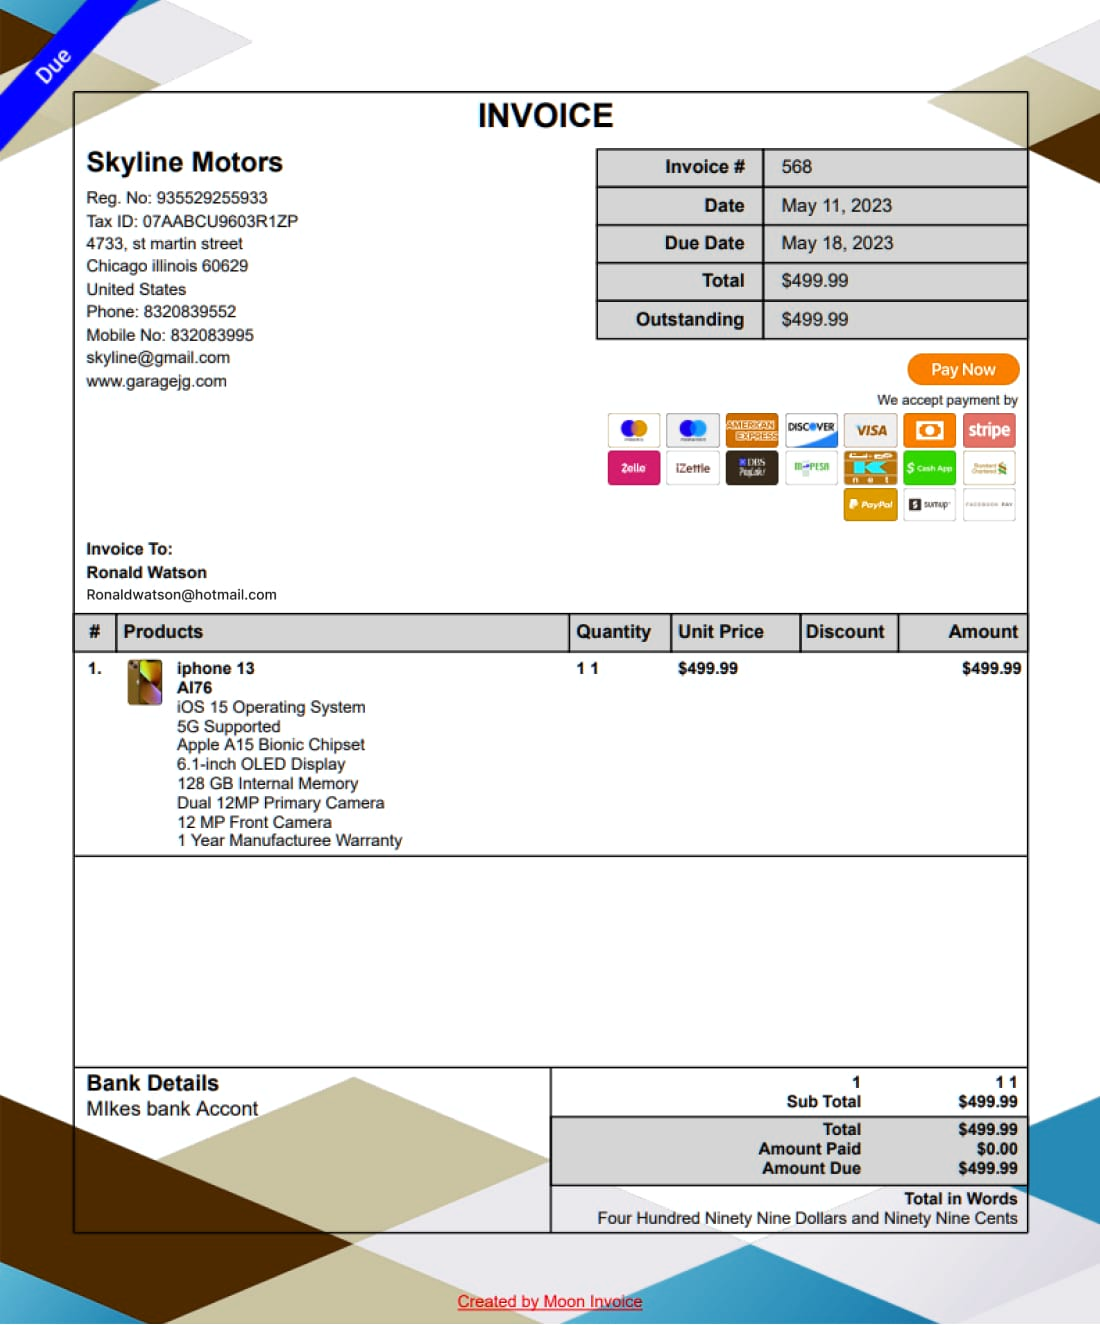 Due
INVOICE
Skyline Motors
Reg. No: 935529255933
Tax ID: 07AABCU9603R1ZP
4733, st martin street
Chicago illinois 60629
United States
Phone: 8320839552
Mobile No: 832083995
skyline@gmail.com
www.garagejg.com
Invoice # 568
Date May 11, 2023
Due Date May 18, 2023
Total $499.99
Outstanding $499.99
Pay Now
We accept payment by
AMERICAN EXPRESS DISCOVER VISA stripe
Zelle iZettle DBS PayLah! M-PESA K net $ Cash App Standard Chartered
PayPal sumup FACEBOOK PAY
Invoice To:
Ronald Watson
Ronaldwatson@hotmail.com
# Products Quantity Unit Price Discount Amount
1. iphone 13 1 1 $499.99 $499.99
AI76
iOS 15 Operating System
5G Supported
Apple A15 Bionic Chipset
6.1-inch OLED Display
128 GB Internal Memory
Dual 12MP Primary Camera
12 MP Front Camera
1 Year Manufacturee Warranty
Bank Details
MIkes bank Accont
1 1 1
Sub Total $499.99
Total $499.99
Amount Paid $0.00
Amount Due $499.99
Total in Words
Four Hundred Ninety Nine Dollars and Ninety Nine Cents
Created by Moon Invoice